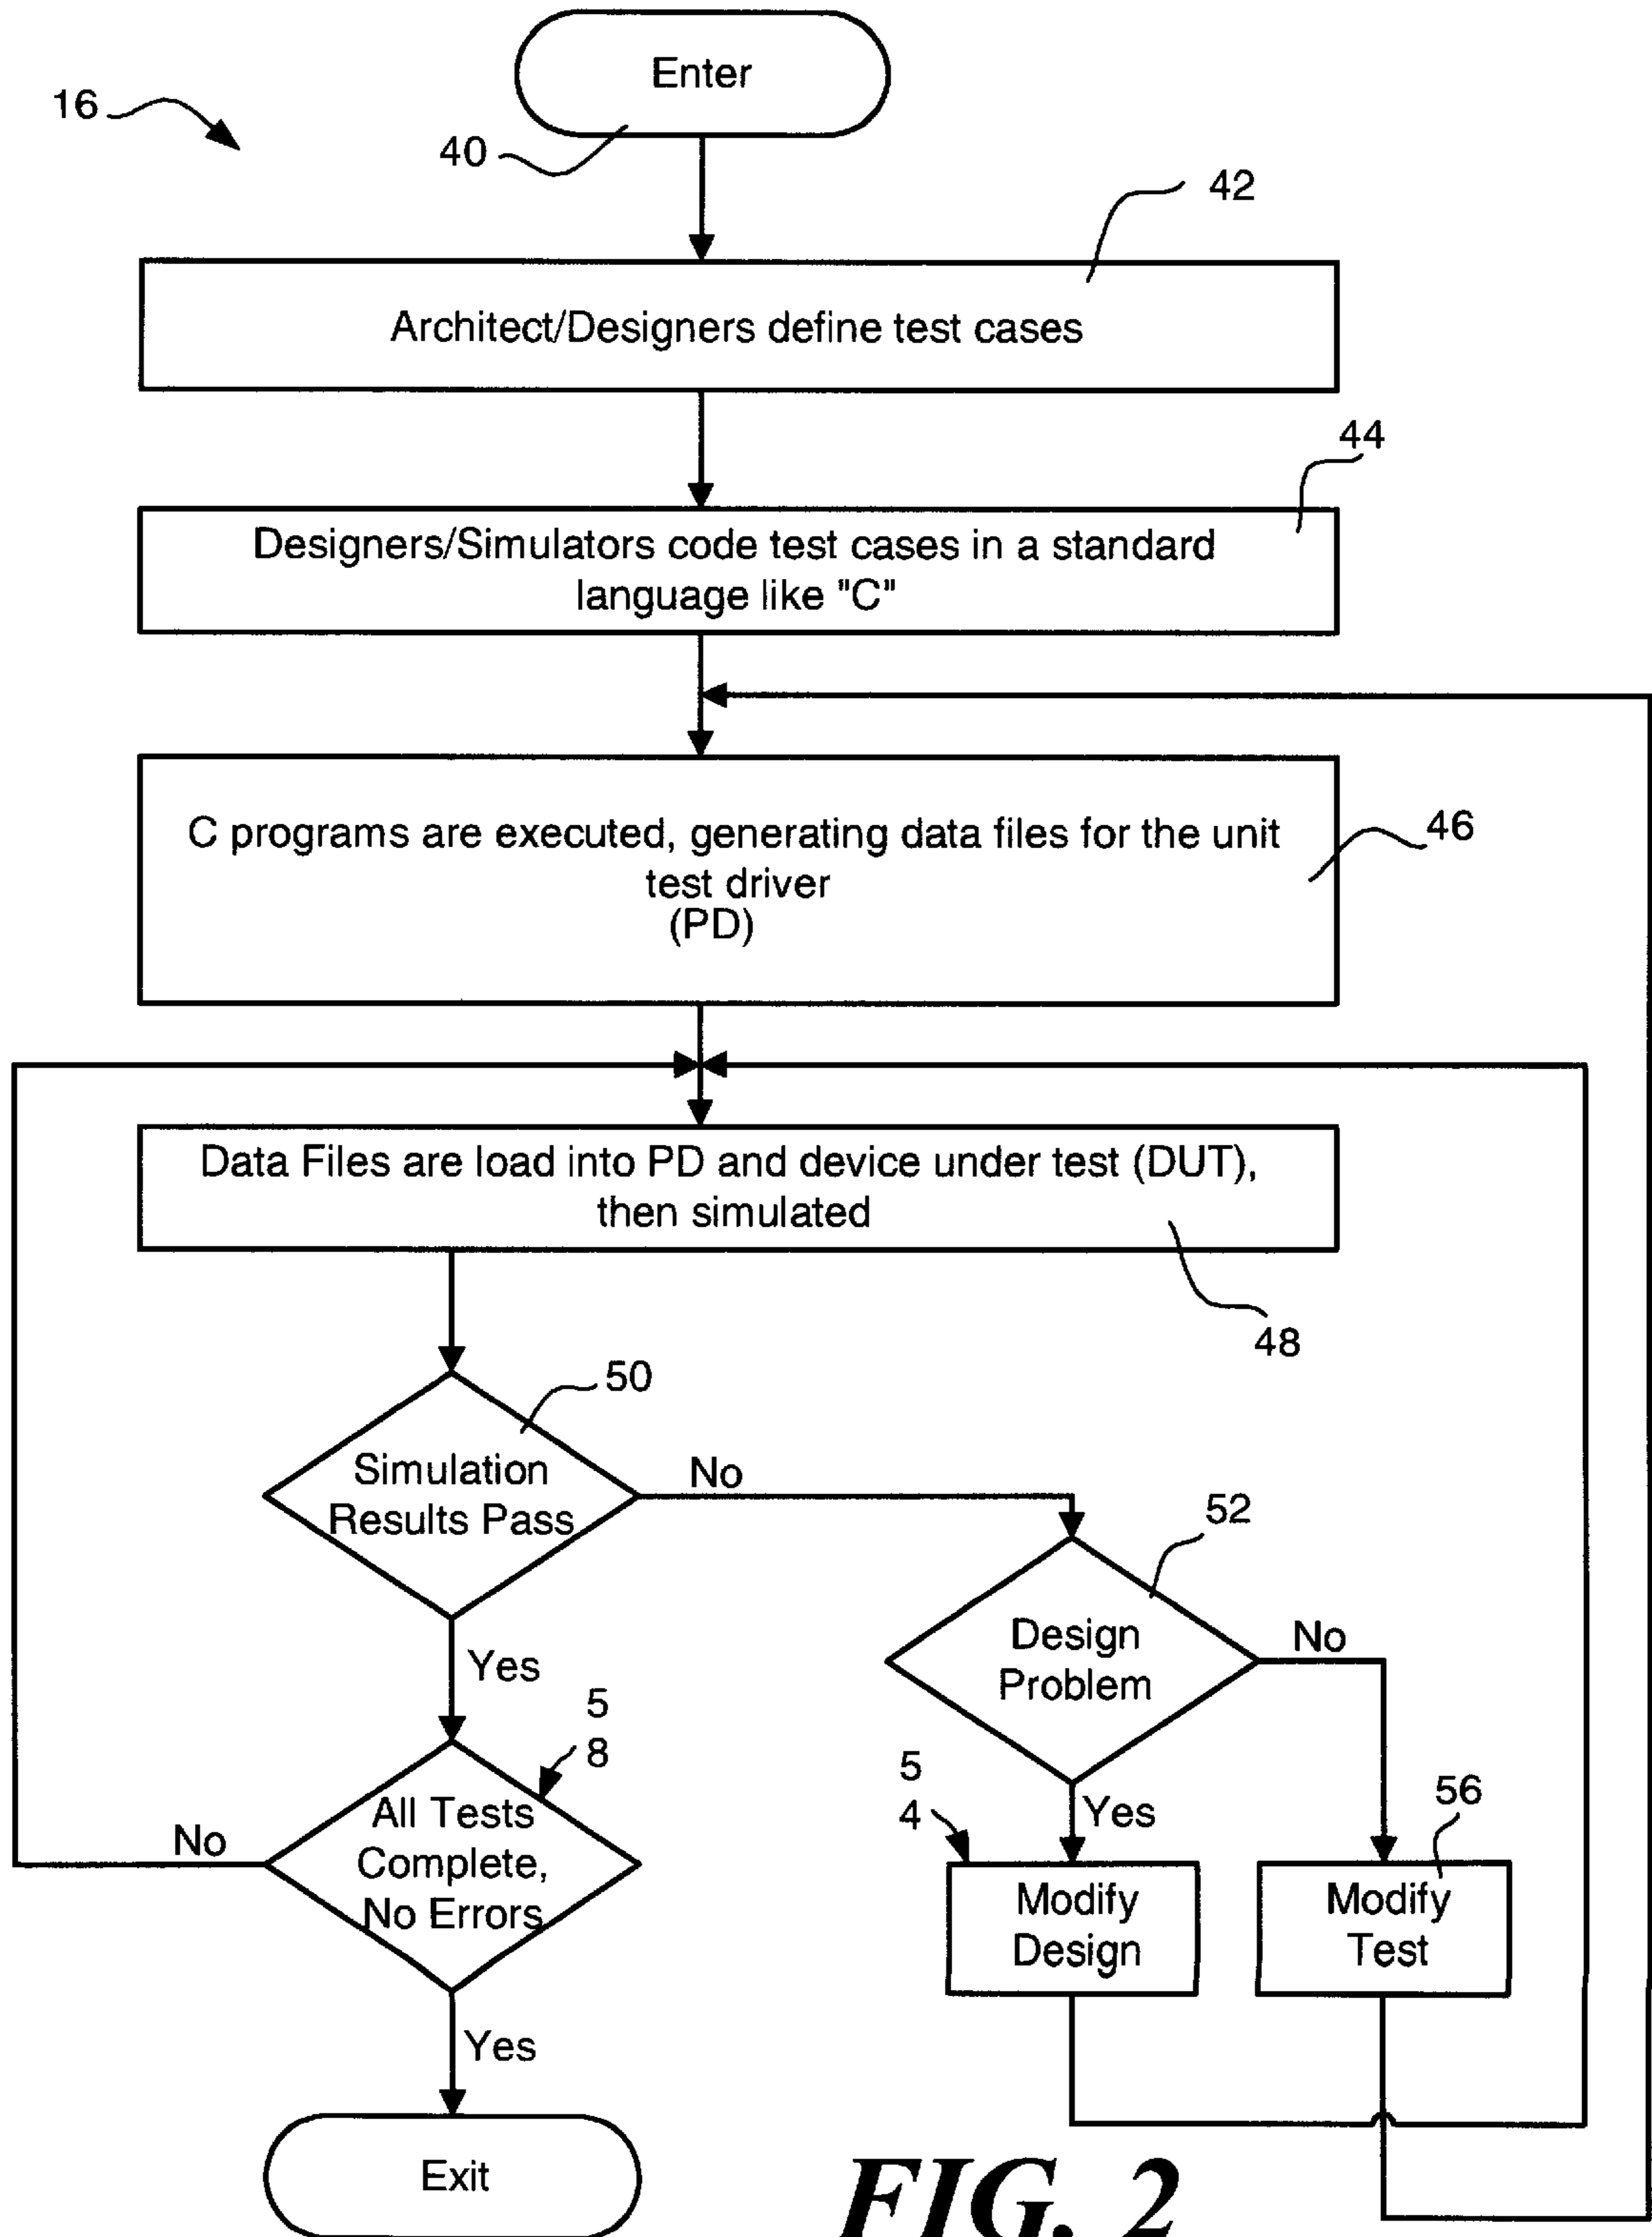 Enter
16
40
42
Architect/Designers define test cases
44
Designers/Simulators code test cases in a standard
language like "C"
C programs are executed, generating data files for the unit
test driver
(PD)
46
Data Files are load into PD and device under test (DUT),
then simulated
48
50
Simulation
Results Pass
No
52
Design
Problem
No
Yes
5
8
All Tests
Complete,
No Errors
No
5
4
Yes
56
Modify
Design
Modify
Test
Yes
Exit
FIG. 2